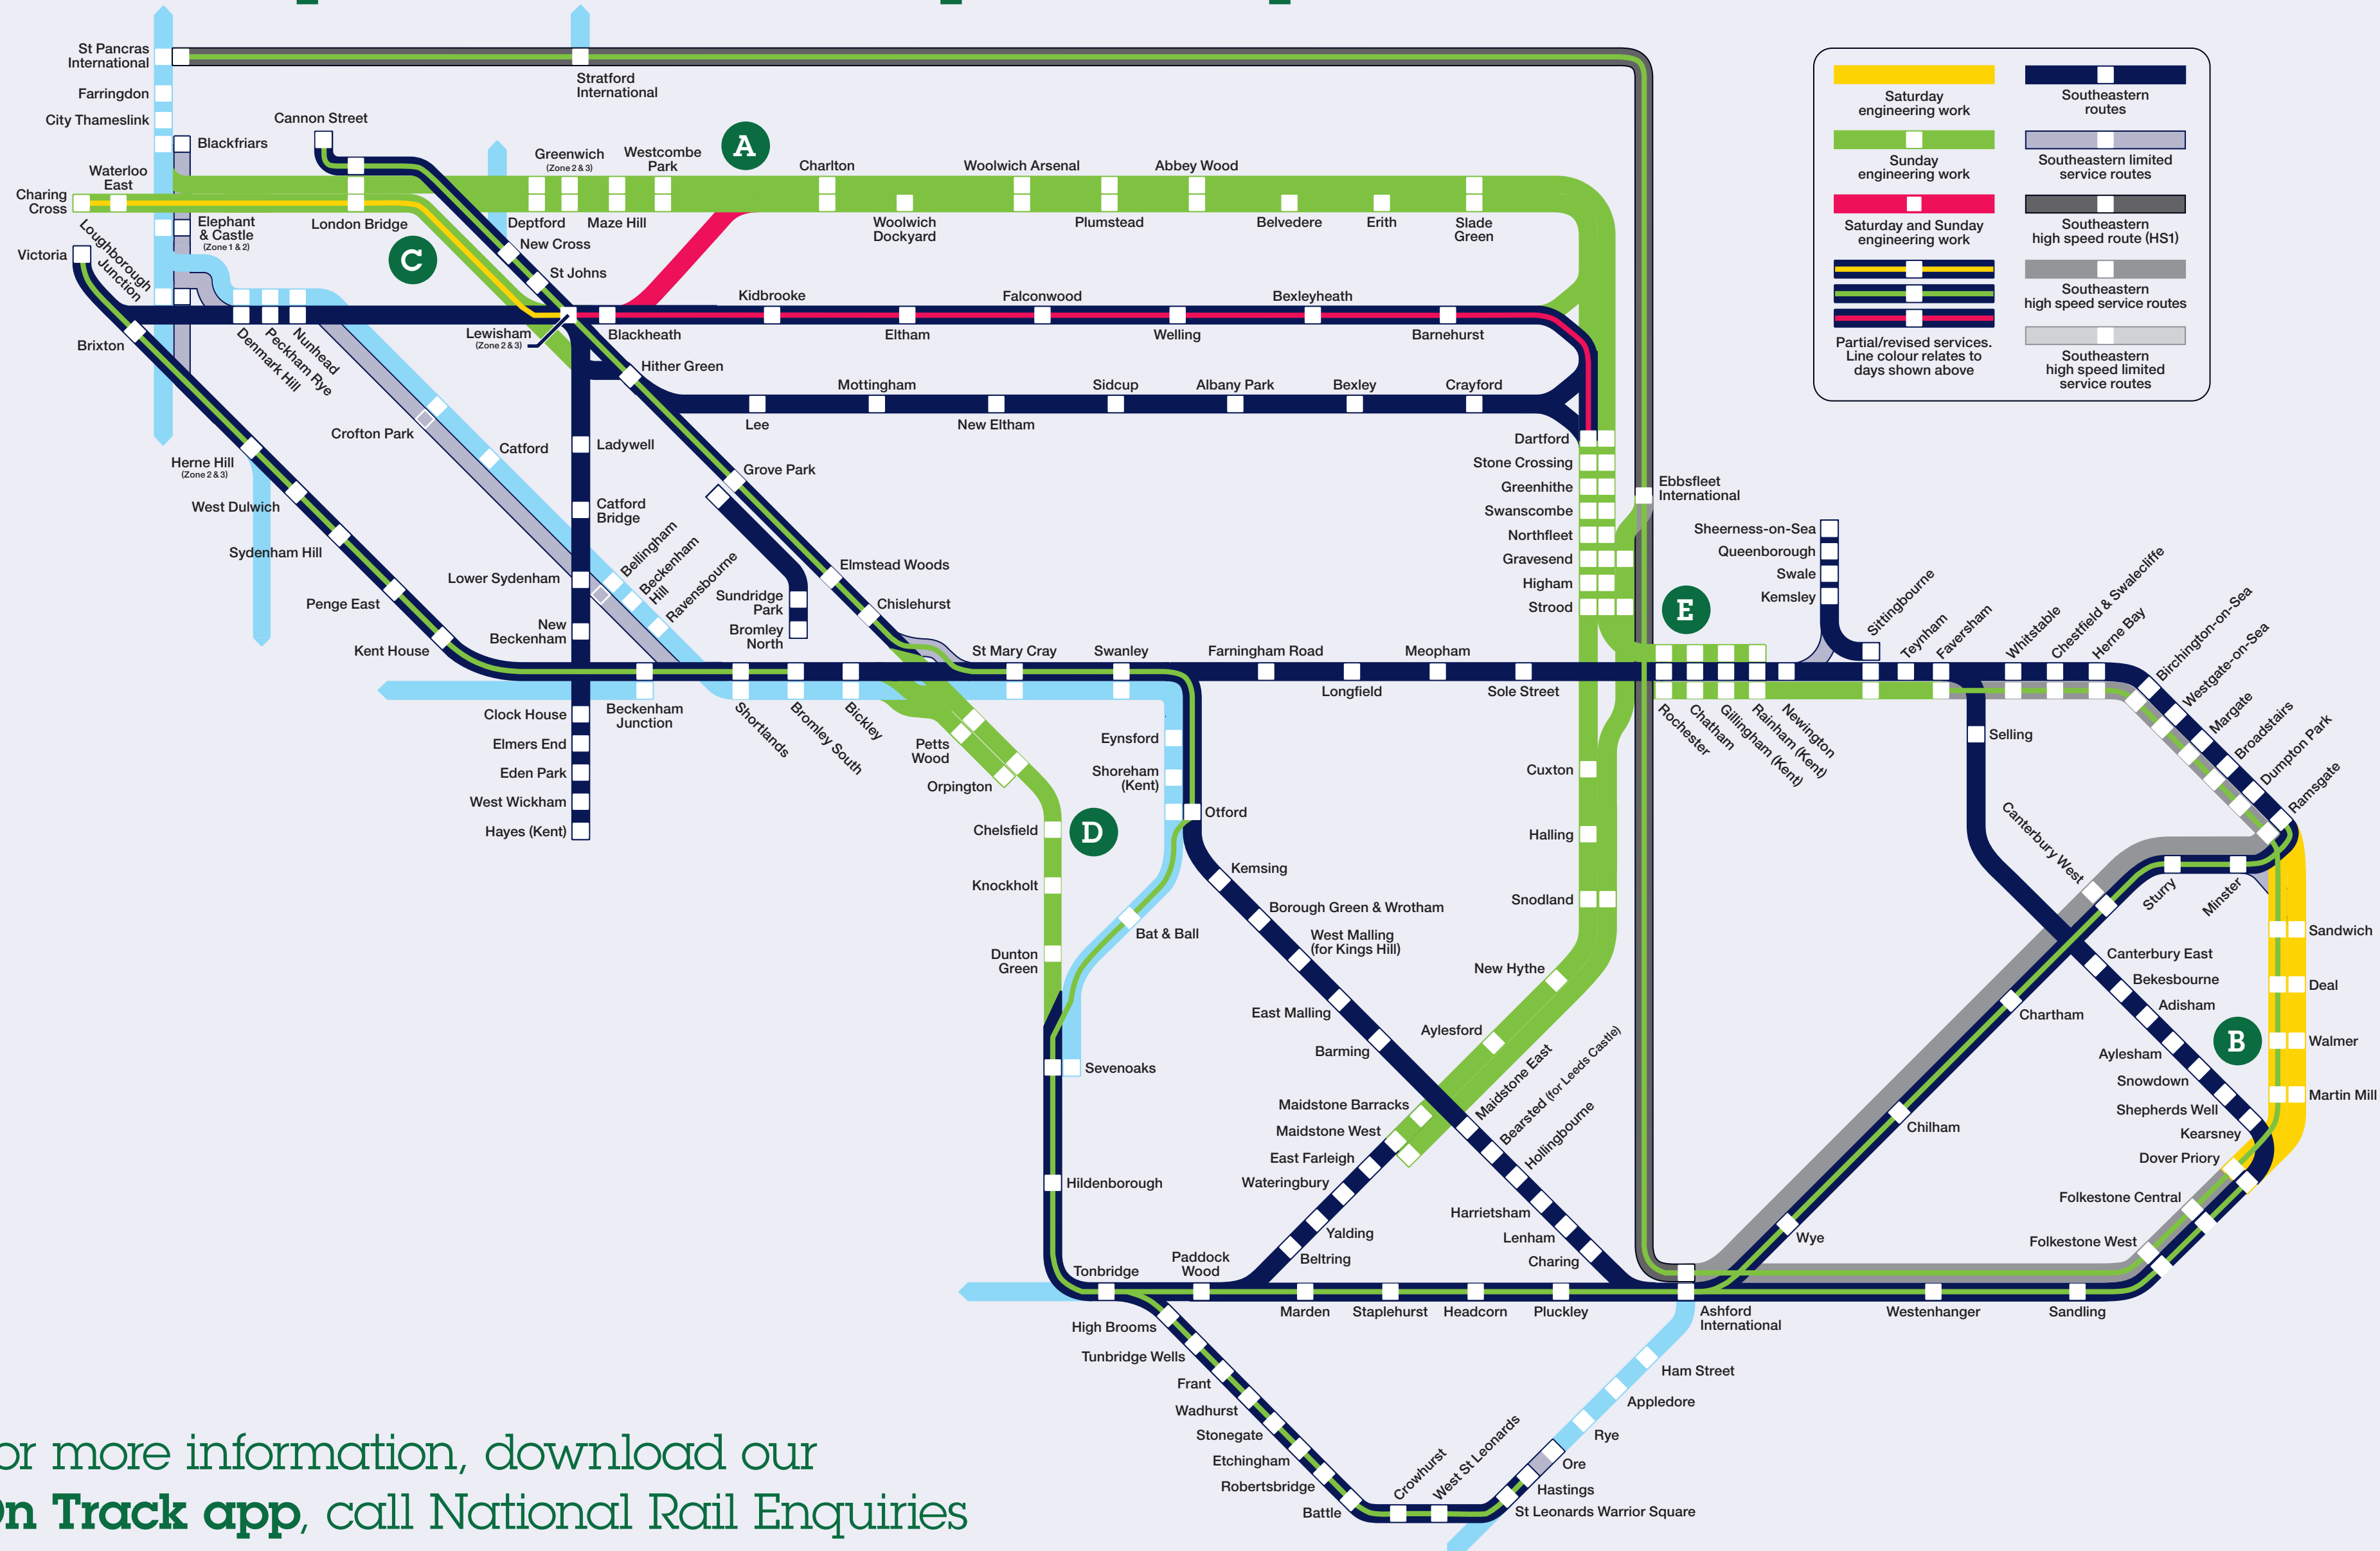 St Pancras
International
Stratford
International
Farringdon
City Thameslink
Cannon Street
Blackfriars
Waterloo
East
Charing
Cross
London Bridge
Elephant
& Castle
(Zone 1 & 2)
Victoria
Loughborough
Junction
Brixton
Denmark Hill
Peckham Rye
Nunhead
A
Greenwich
(Zone 2 & 3)
Westcombe
Park
Deptford
Maze Hill
Charlton
Woolwich
Dockyard
Woolwich Arsenal
Plumstead
Abbey Wood
Belvedere
Erith
Slade
Green
C
New Cross
St Johns
Lewisham
(Zone 2 & 3)
Blackheath
Kidbrooke
Eltham
Falconwood
Welling
Bexleyheath
Barnehurst
Hither Green
Lee
Mottingham
New Eltham
Sidcup
Albany Park
Bexley
Crayford
Saturday
engineering work
Southeastern
routes
Sunday
engineering work
Southeastern limited
service routes
Saturday and Sunday
engineering work
Southeastern
high speed route (HS1)
Southeastern
high speed service routes
Partial/revised services.
Line colour relates to
days shown above
Southeastern
high speed limited
service routes
Crofton Park
Catford
Ladywell
Catford
Bridge
Lower Sydenham
New
Beckenham
Bellingham
Beckenham
Hill
Ravensbourne
Herne Hill
(Zone 2 & 3)
West Dulwich
Sydenham Hill
Penge East
Kent House
Grove Park
Elmstead Woods
Sundridge
Park
Bromley
North
Chislehurst
Clock House
Elmers End
Eden Park
West Wickham
Hayes (Kent)
Beckenham
Junction
Shortlands
Bromley South
Bickley
Petts
Wood
Orpington
St Mary Cray
Swanley
Farningham Road
Longfield
Meopham
Sole Street
Dartford
Stone Crossing
Greenhithe
Swanscombe
Northfleet
Gravesend
Higham
Strood
Ebbsfleet
International
E
Sheerness-on-Sea
Queenborough
Swale
Kemsley
Sittingbourne
Teynham
Faversham
Whitstable
Chestfield & Swalecliffe
Herne Bay
Birchington-on-Sea
Westgate-on-Sea
Margate
Broadstairs
Dumpton Park
Ramsgate
Rochester
Chatham
Gillingham (Kent)
Rainham (Kent)
Newington
Selling
Chelsfield
D
Knockholt
Dunton
Green
Sevenoaks
Hildenborough
Eynsford
Shoreham
(Kent)
Otford
Bat & Ball
Kemsing
Borough Green & Wrotham
West Malling
(for Kings Hill)
East Malling
Barming
Maidstone East
Bearsted (for Leeds Castle)
Hollingbourne
Harrietsham
Lenham
Charing
Cuxton
Halling
Snodland
New Hythe
Aylesford
Maidstone Barracks
Maidstone West
East Farleigh
Wateringbury
Yalding
Beltring
Canterbury West
Sturry
Minster
Canterbury East
Bekesbourne
Adisham
Aylesham
Snowdown
Shepherds Well
Kearsney
Dover Priory
Folkestone Central
Folkestone West
Sandwich
Deal
B
Walmer
Martin Mill
Chartham
Chilham
Wye
Tonbridge
Paddock
Wood
Marden
Staplehurst
Headcorn
Pluckley
Ashford
International
Westenhanger
Sandling
High Brooms
Tunbridge Wells
Frant
Wadhurst
Stonegate
Etchingham
Robertsbridge
Battle
Crowhurst
West St Leonards
St Leonards Warrior Square
Hastings
Ore
Rye
Appledore
Ham Street
or more information, download our
On Track app, call National Rail Enquiries